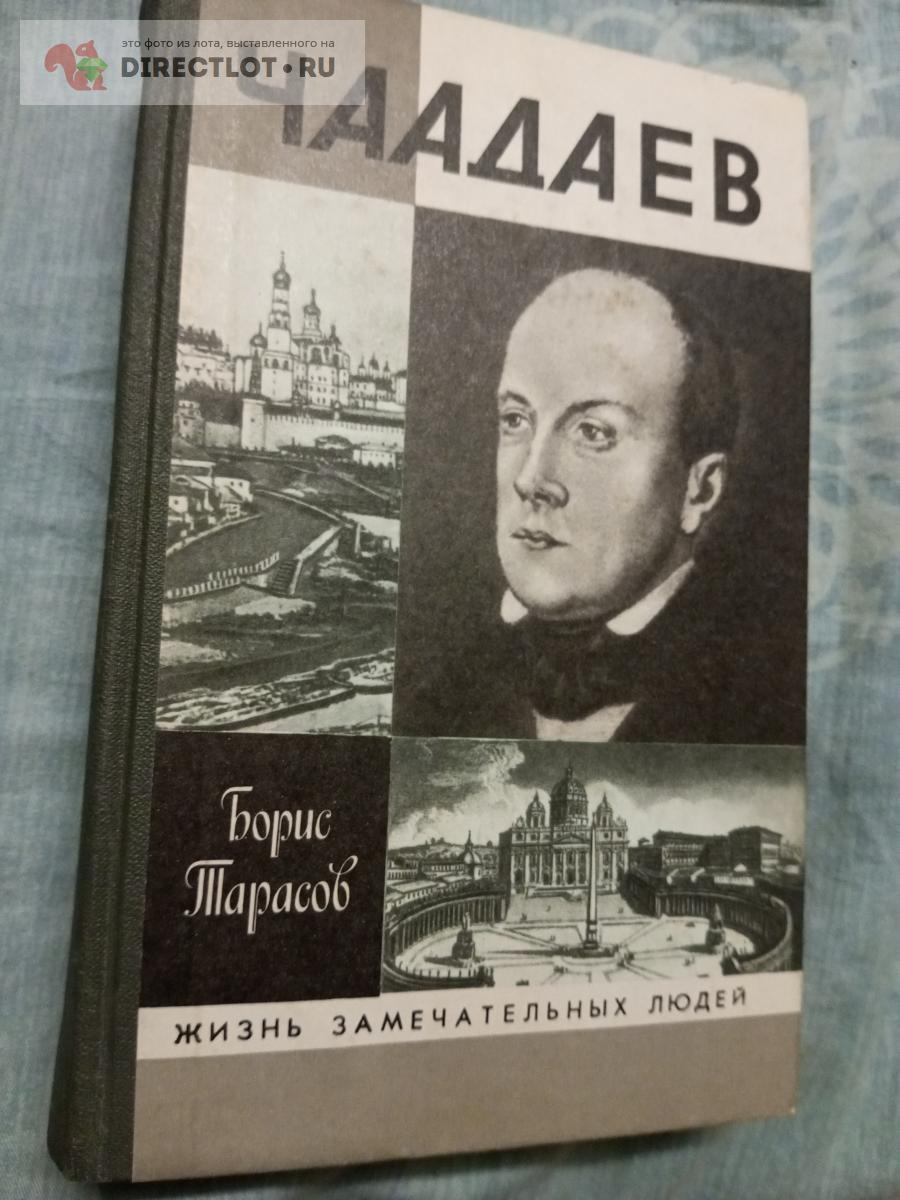 это фото из лота, выставленного на
DIRECTLOT.RU
ЧААДАЕВ
Борис
Тарасов
ЖИЗНЬ ЗАМЕЧАТЕЛЬНЫХ ЛЮДЕЙ